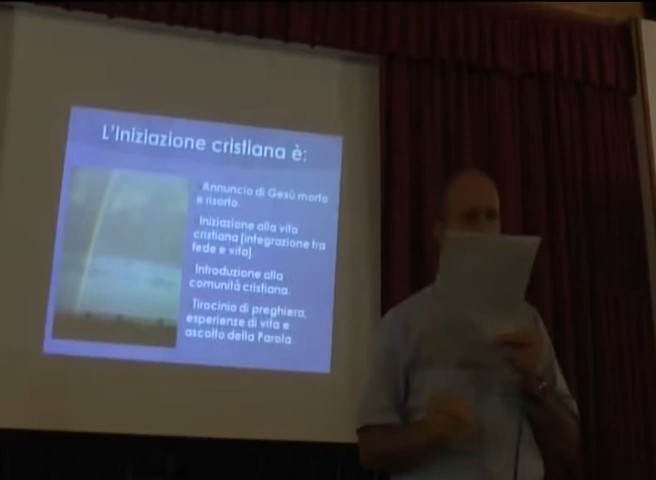 L'Iniziazione cristiana è:
Annuncio di Gesù morto
e risorto.
Iniziazione alla vita
cristiana [integrazione tra
fede e vita].
Introduzione alla
comunità cristiana.
Tirocinio di preghiera,
esperienze di vita e
ascolto della Parola.